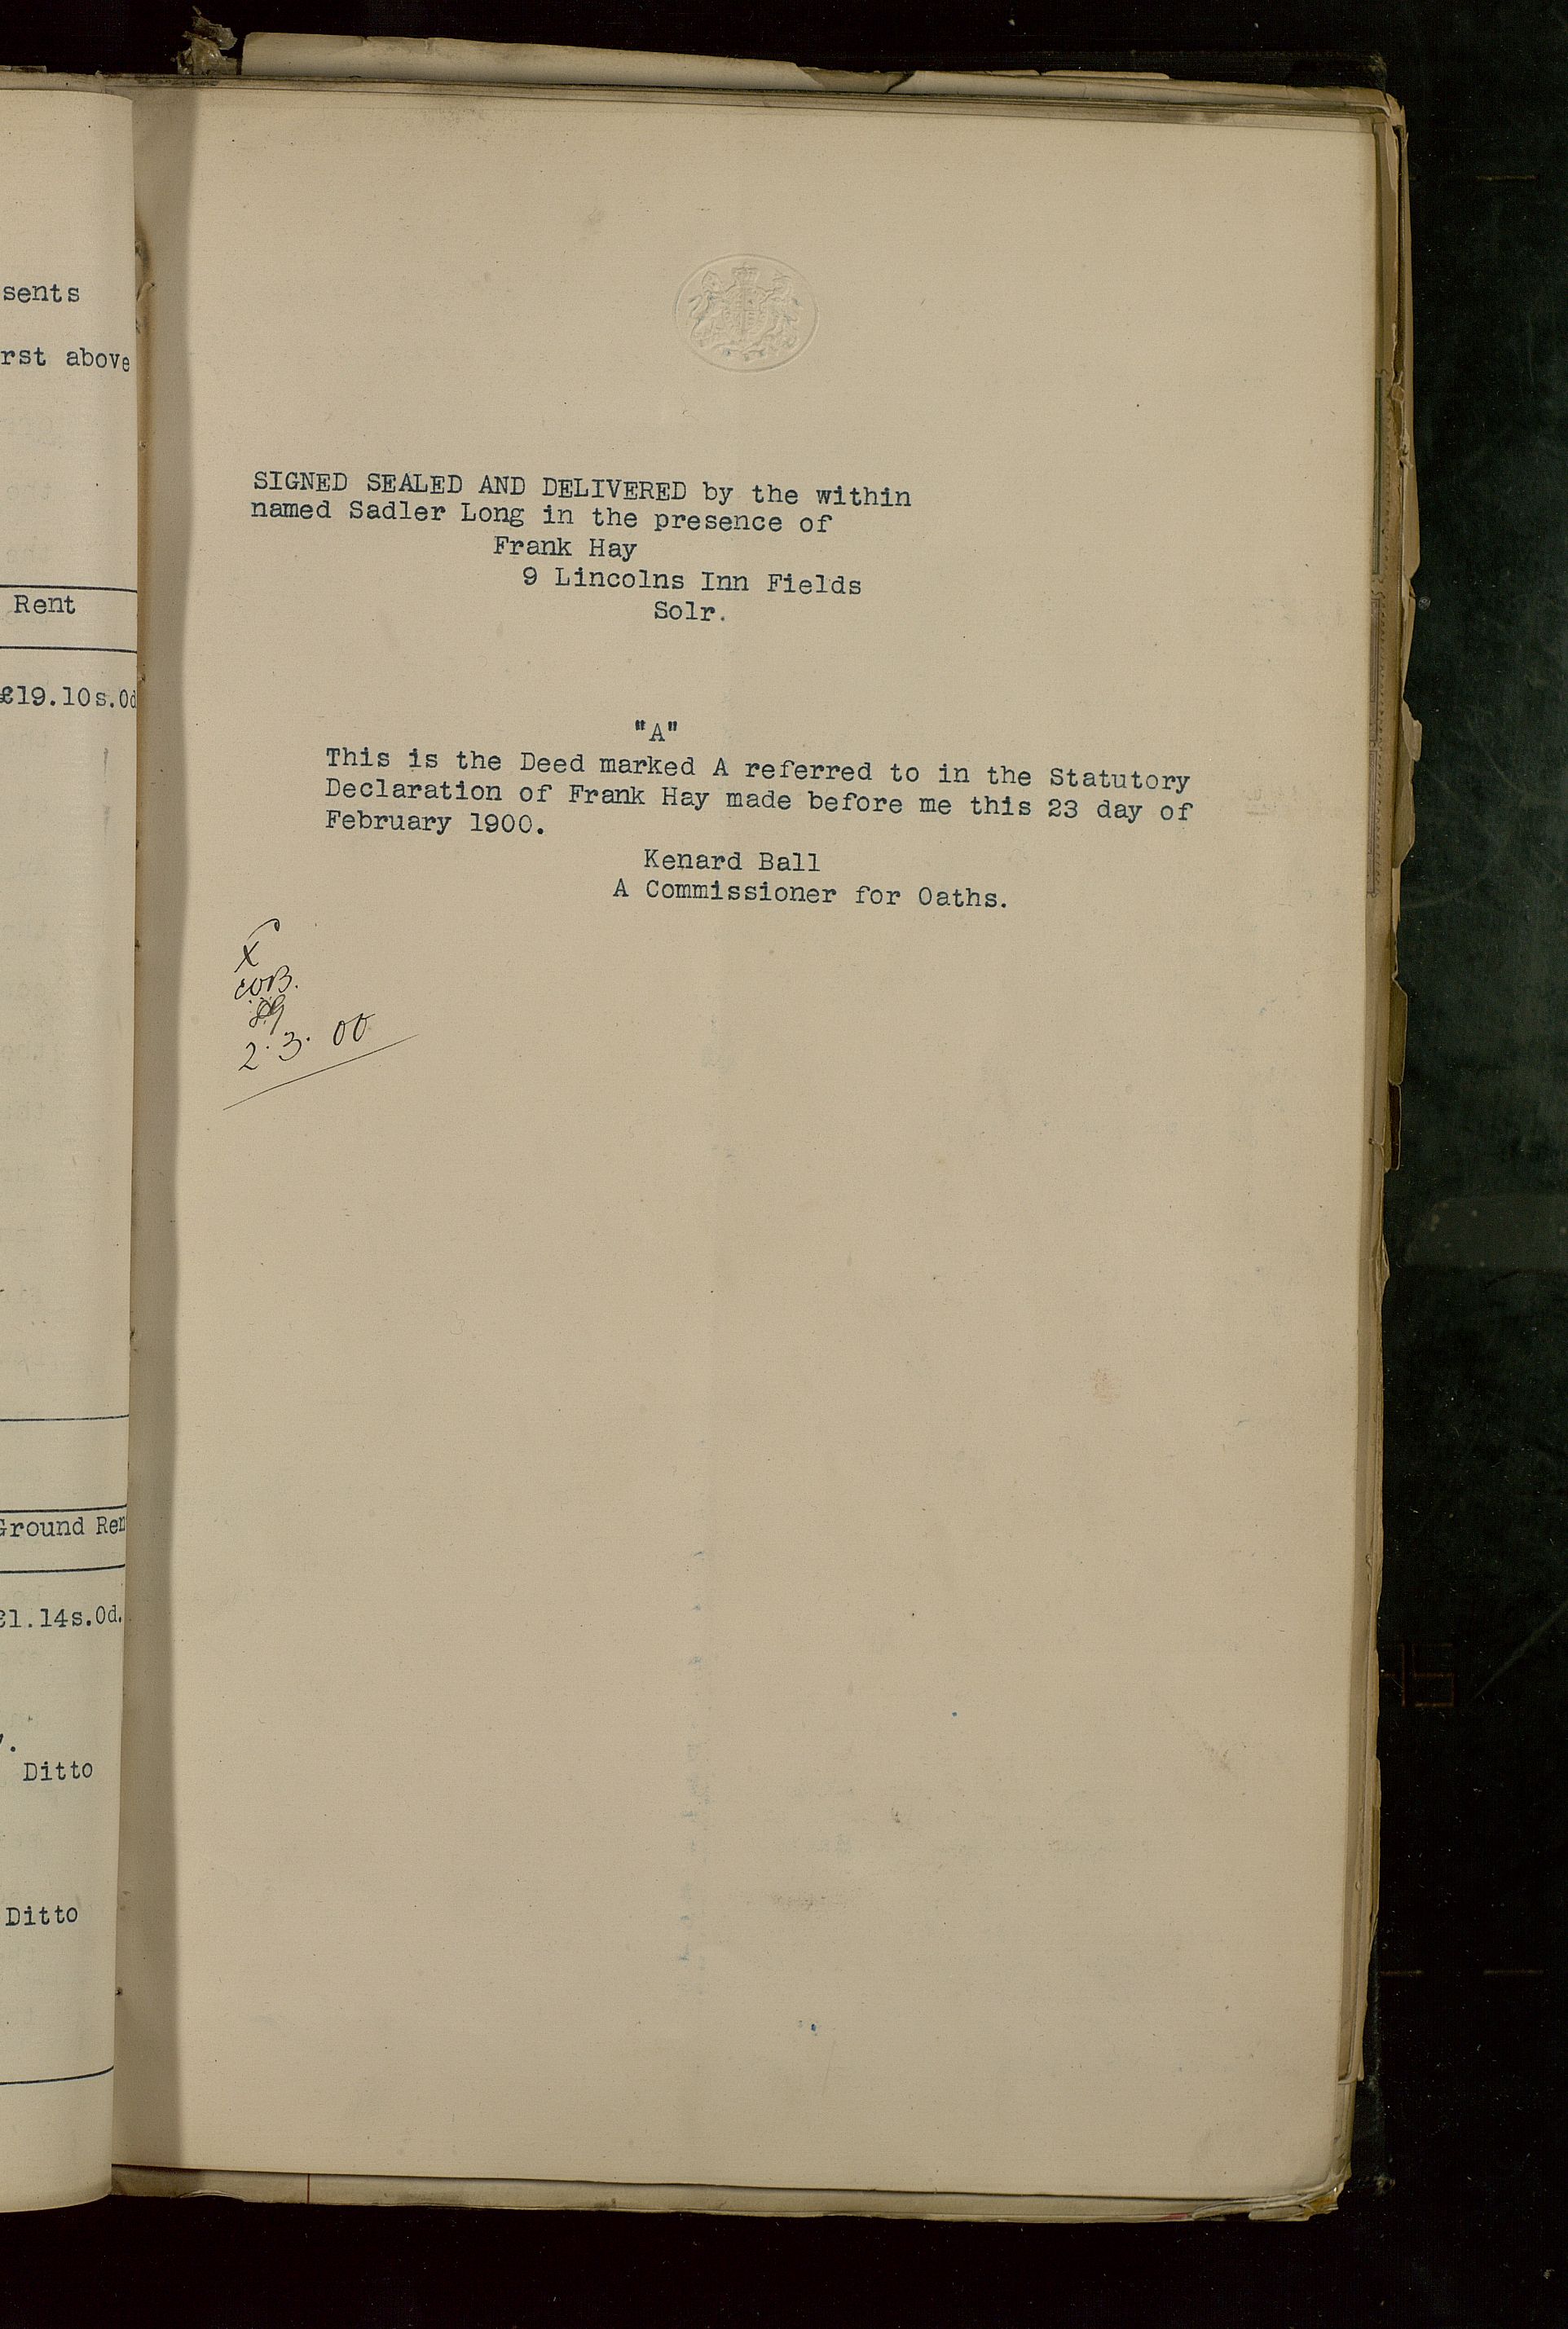 sents
rst above
Rent
£19.10s.0d
Ground Ren
£1.14s.0d.
Ditto
Ditto
SIGNED SEALED AND DELIVERED by the within
named Sadler Long in the presence of
Frank Hay
9 Lincolns Inn Fields
Solr.
"A"
This is the Deed marked A referred to in the Statutory
Declaration of Frank Hay made before me this 23 day of
February 1900.
Kenard Ball
A Commissioner for Oaths.
X
2.3.00